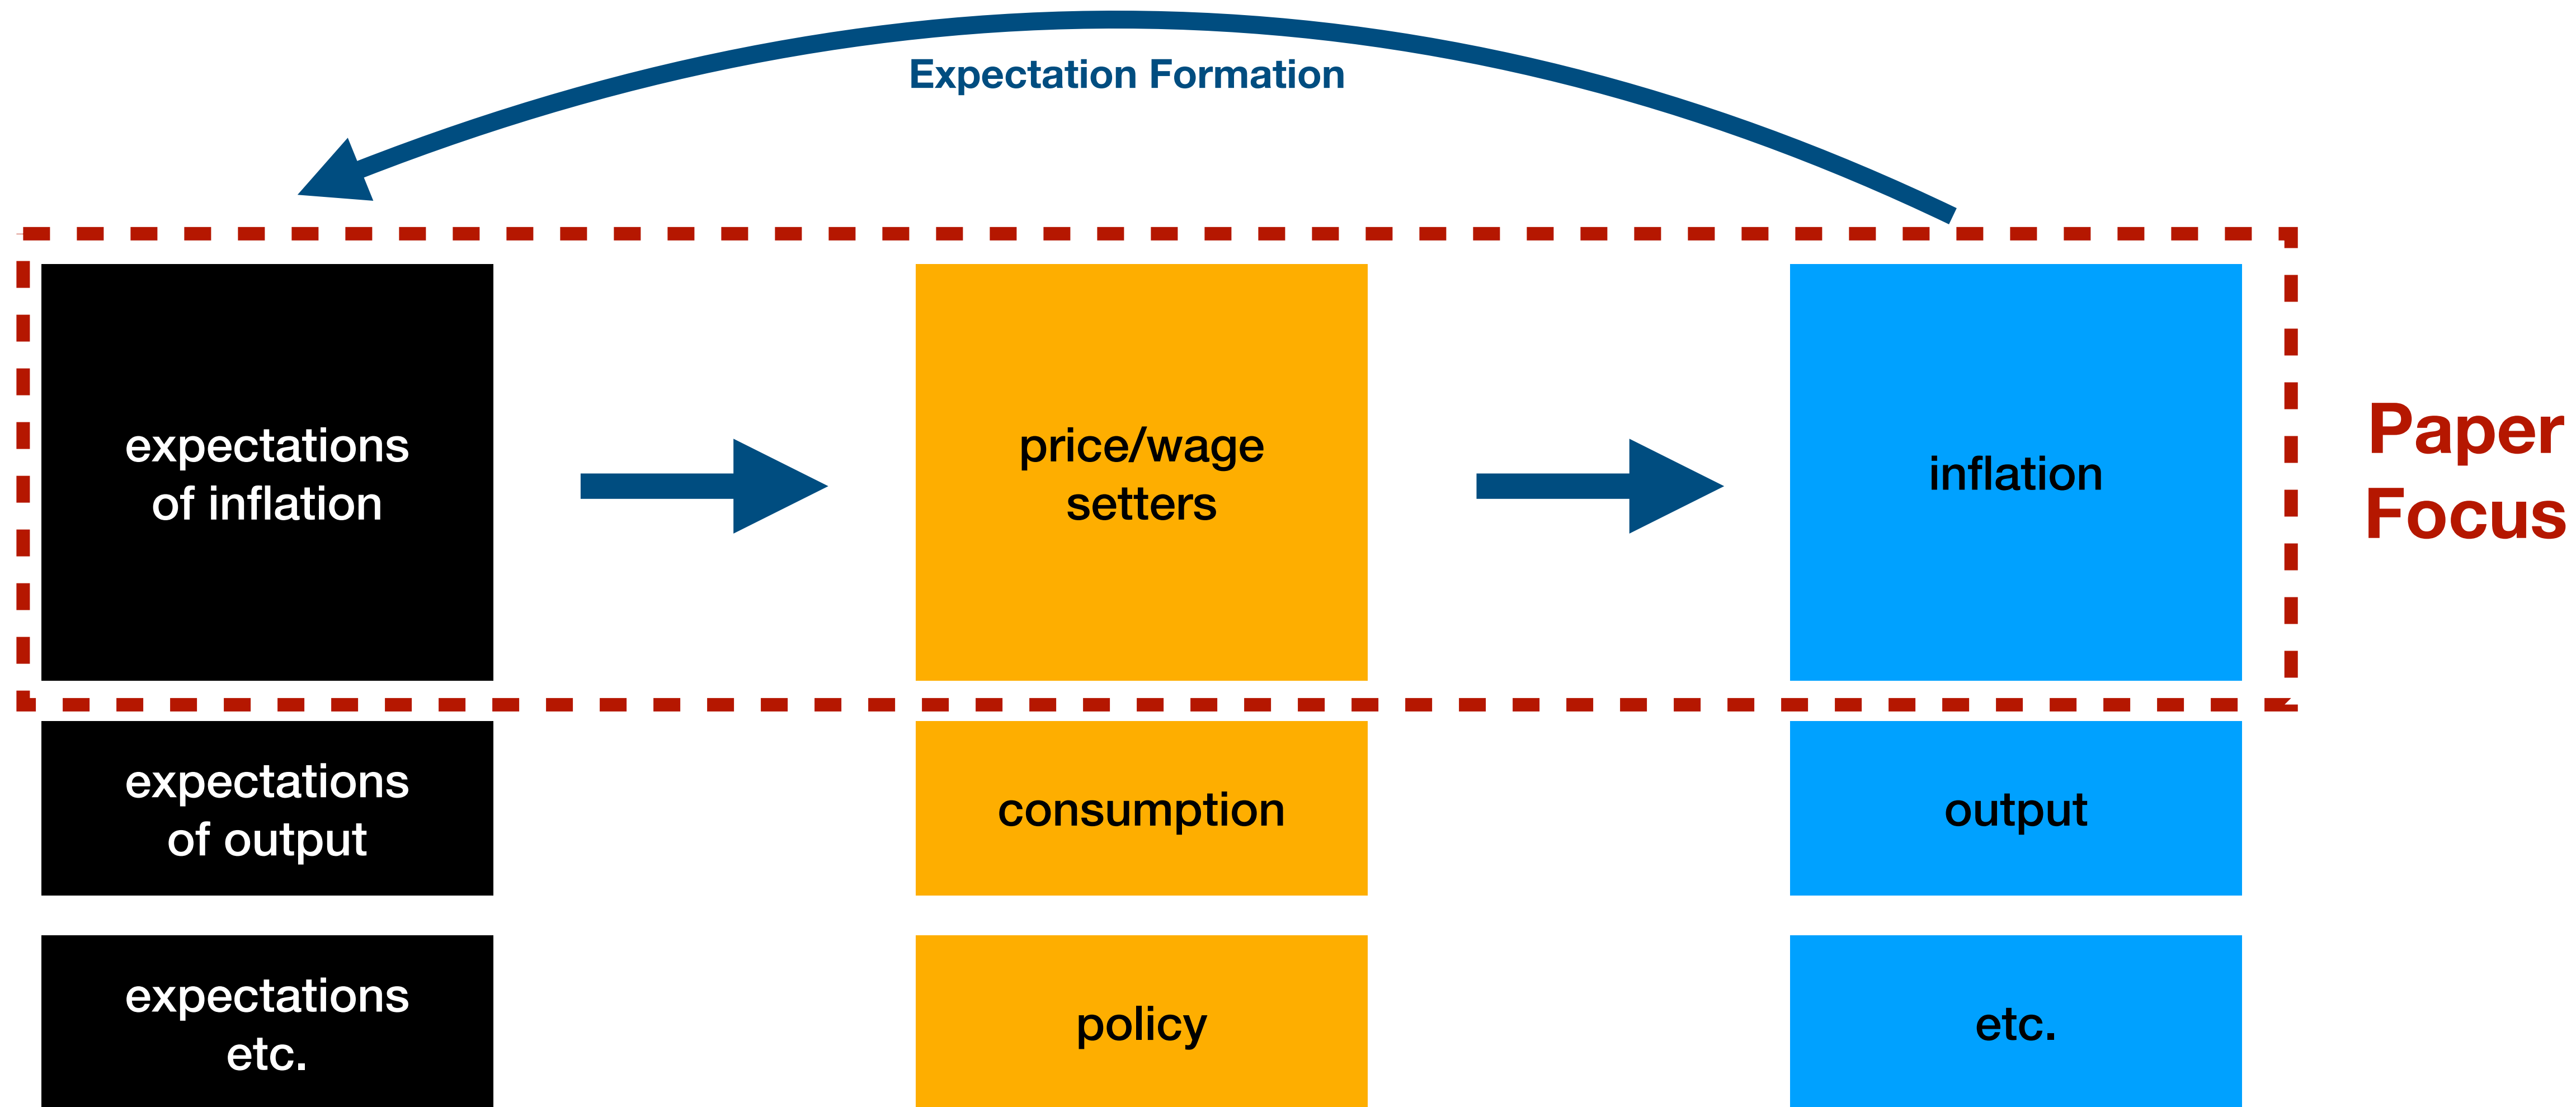 Expectation Formation
expectations
of inflation
price/wage
setters
inflation
Paper
Focus
expectations
of output
consumption
output
expectations
etc.
policy
etc.